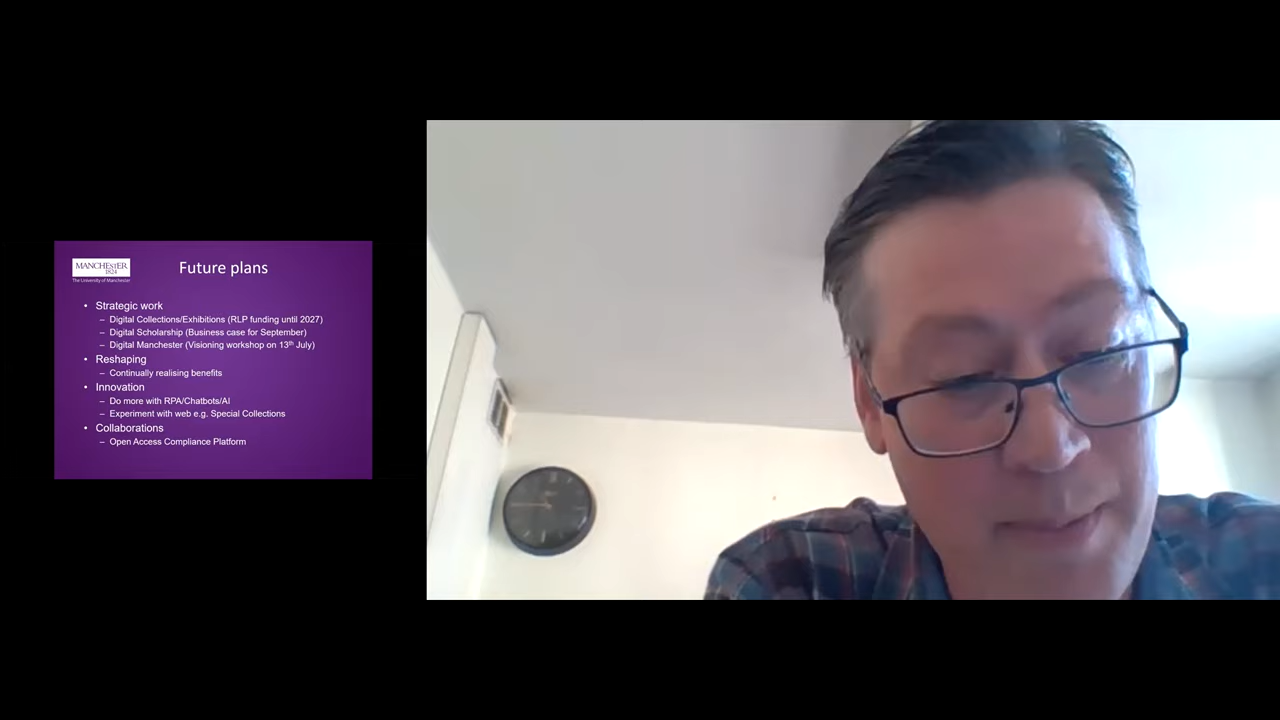 MANCHESTER
1824
The University of Manchester
Future plans
• Strategic work
– Digital Collections/Exhibitions (RLP funding until 2027)
– Digital Scholarship (Business case for September)
– Digital Manchester (Visioning workshop on 13th July)
• Reshaping
– Continually realising benefits
• Innovation
– Do more with RPA/Chatbots/AI
– Experiment with web e.g. Special Collections
• Collaborations
– Open Access Compliance Platform